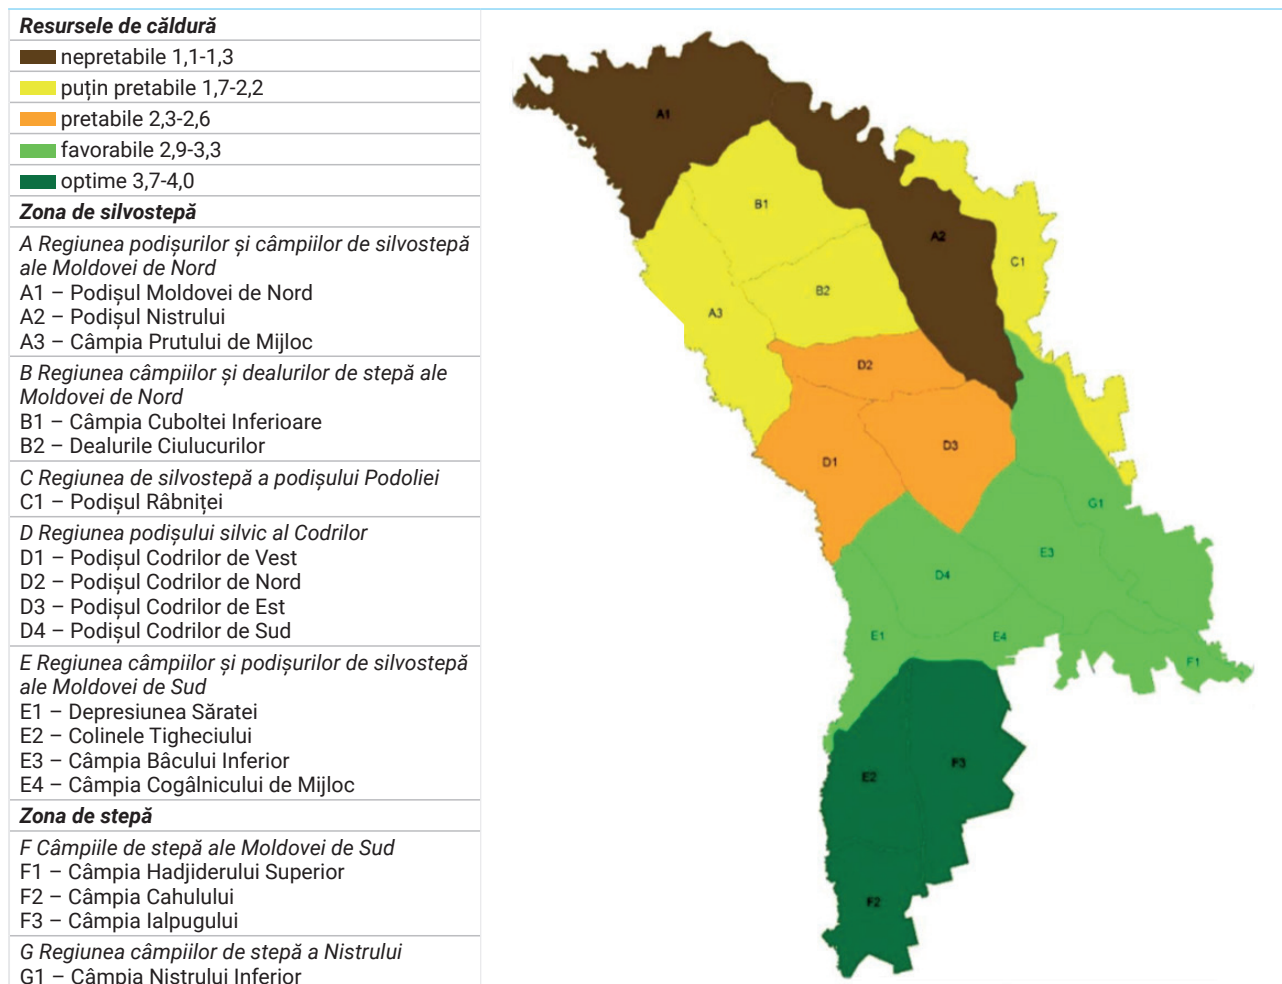 Resursele de căldură
nepretabile 1,1-1,3
puțin pretabile 1,7-2,2
pretabile 2,3-2,6
favorabile 2,9-3,3
optime 3,7-4,0
Zona de silvostepă
A Regiunea podișurilor și câmpiilor de silvostepă
ale Moldovei de Nord
A1 – Podișul Moldovei de Nord
A2 – Podișul Nistrului
A3 – Câmpia Prutului de Mijloc
B Regiunea câmpiilor și dealurilor de stepă ale
Moldovei de Nord
B1 – Câmpia Cuboltei Inferioare
B2 – Dealurile Ciulucurilor
C Regiunea de silvostepă a podișului Podoliei
C1 – Podișul Râbniței
D Regiunea podișului silvic al Codrilor
D1 – Podișul Codrilor de Vest
D2 – Podișul Codrilor de Nord
D3 – Podișul Codrilor de Est
D4 – Podișul Codrilor de Sud
E Regiunea câmpiilor și podișurilor de silvostepă
ale Moldovei de Sud
E1 – Depresiunea Săratei
E2 – Colinele Tigheciului
E3 – Câmpia Bâcului Inferior
E4 – Câmpia Cogâlnicului de Mijloc
Zona de stepă
F Câmpiile de stepă ale Moldovei de Sud
F1 – Câmpia Hadjiderului Superior
F2 – Câmpia Cahulului
F3 – Câmpia Ialpugului
G Regiunea câmpiilor de stepă a Nistrului
G1 – Câmpia Nistrului Inferior
A1
B1
A2
C1
B2
A3
D2
D3
D1
G1
E3
D4
E1
E4
F1
F3
E2
F2